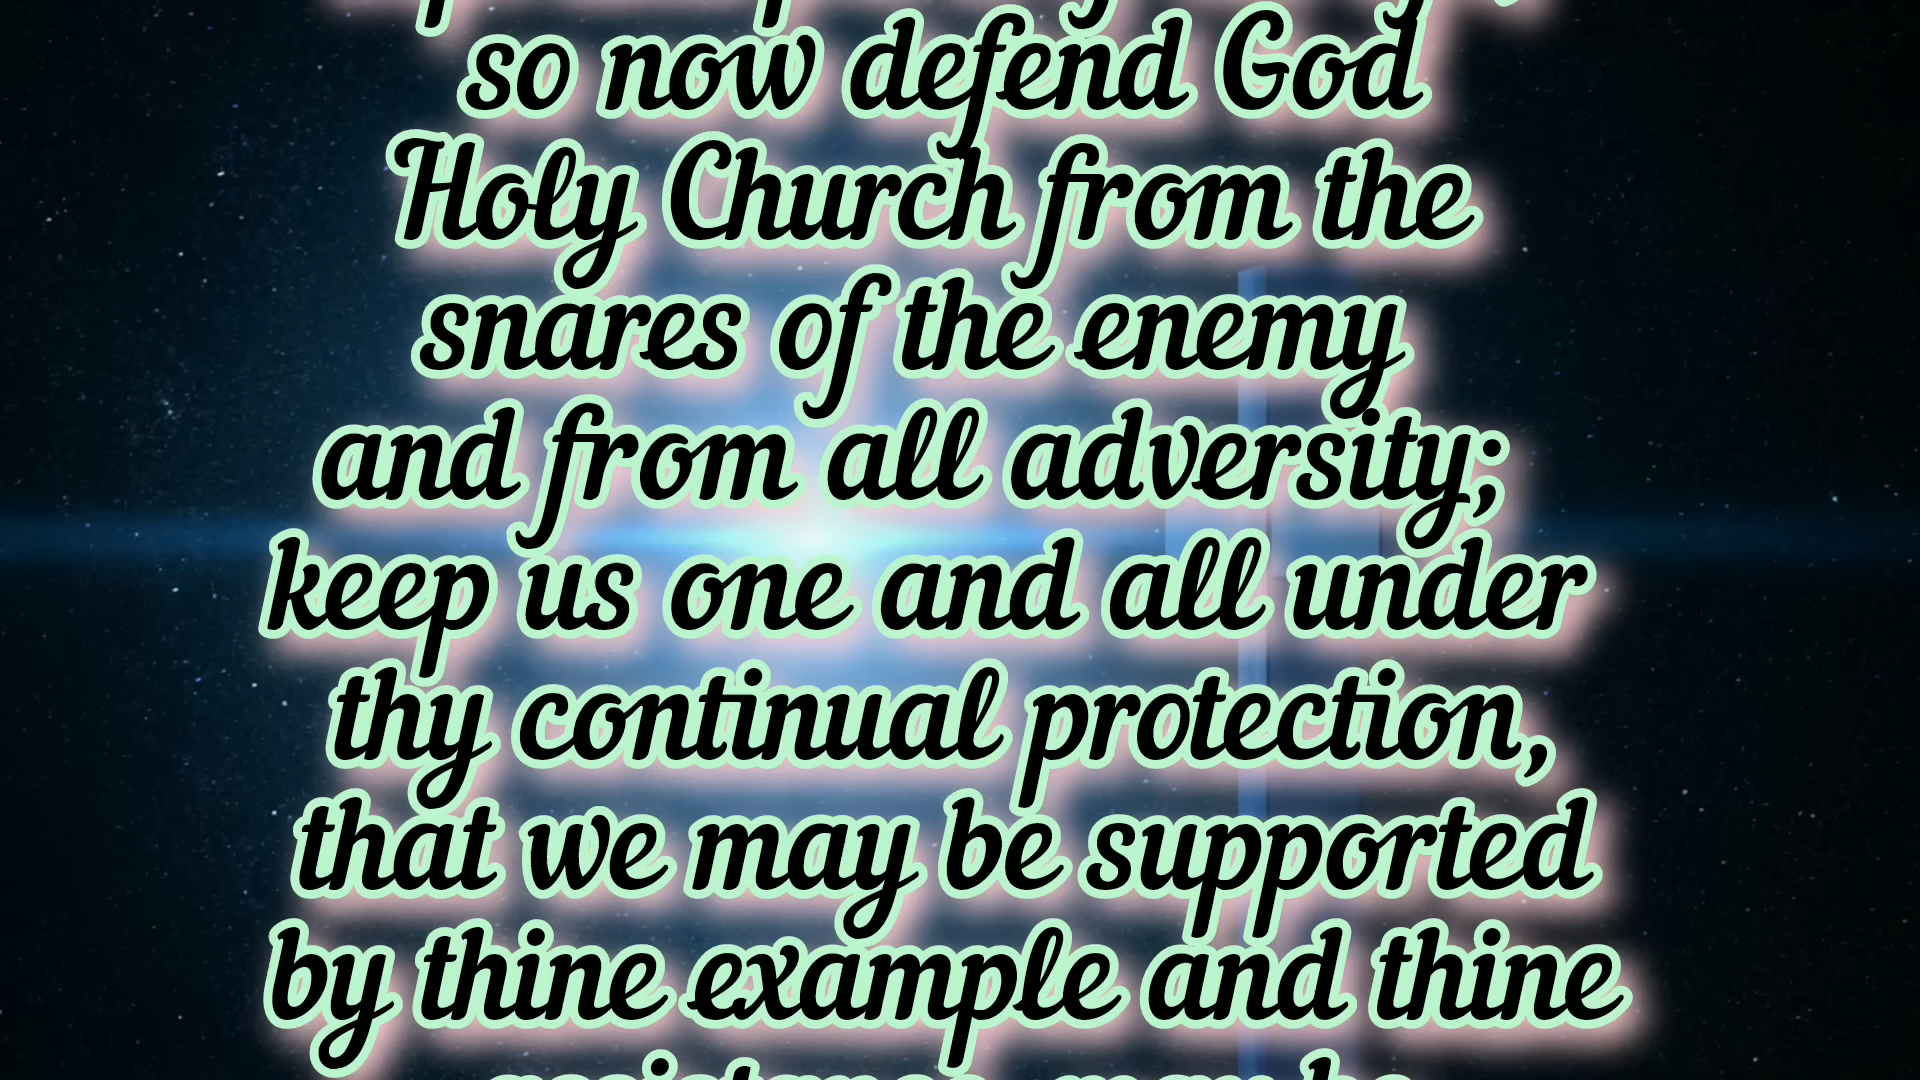 so now defend God
Holy Church from the
snares of the enemy
and from all adversity;
keep us one and all under
thy continual protection,
that we may be supported
by thine example and thine